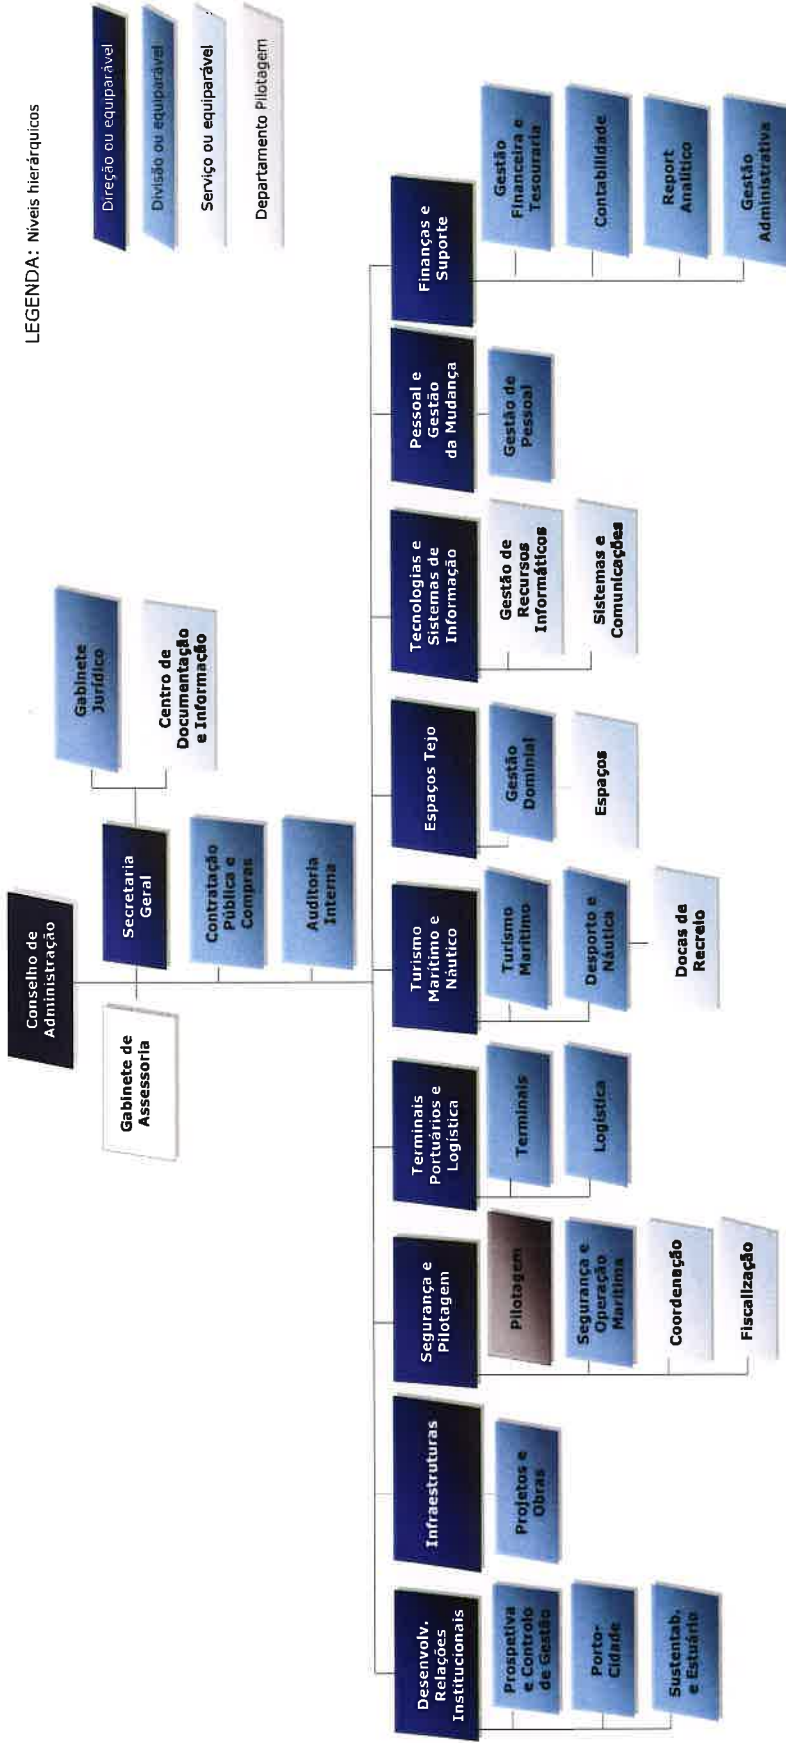 LEGENDA: Níveis hierárquicos
Direção ou equiparável
Divisão ou equiparável
Serviço ou equiparável
Departamento Pilotagem
Conselho de
Administração
Gabinete de
Assessoria
Secretaria
Geral
Gabinete
Jurídico
Centro de
Documentação
e Informação
Contratação
Pública e
Compras
Auditoria
Interna
Desenvolv.
Relações
Institucionais
Prospetiva
e Controlo
de Gestão
Porto-
Cidade
Sustentab.
e Estuário
Infraestruturas
Projetos e
Obras
Segurança e
Pilotagem
Pilotagem
Segurança e
Operação
Marítima
Coordenação
Fiscalização
Terminais
Portuários e
Logística
Terminais
Logística
Turismo
Marítimo e
Náutico
Turismo
Marítimo
Desporto e
Náutica
Docas de
Recreio
Espaços Tejo
Gestão
Dominial
Espaços
Tecnologias e
Sistemas de
Informação
Gestão de
Recursos
Informáticos
Sistemas e
Comunicações
Pessoal e
Gestão
da Mudança
Gestão de
Pessoal
Finanças e
Suporte
Gestão
Financeira e
Tesouraria
Contabilidade
Report
Analítico
Gestão
Administrativa